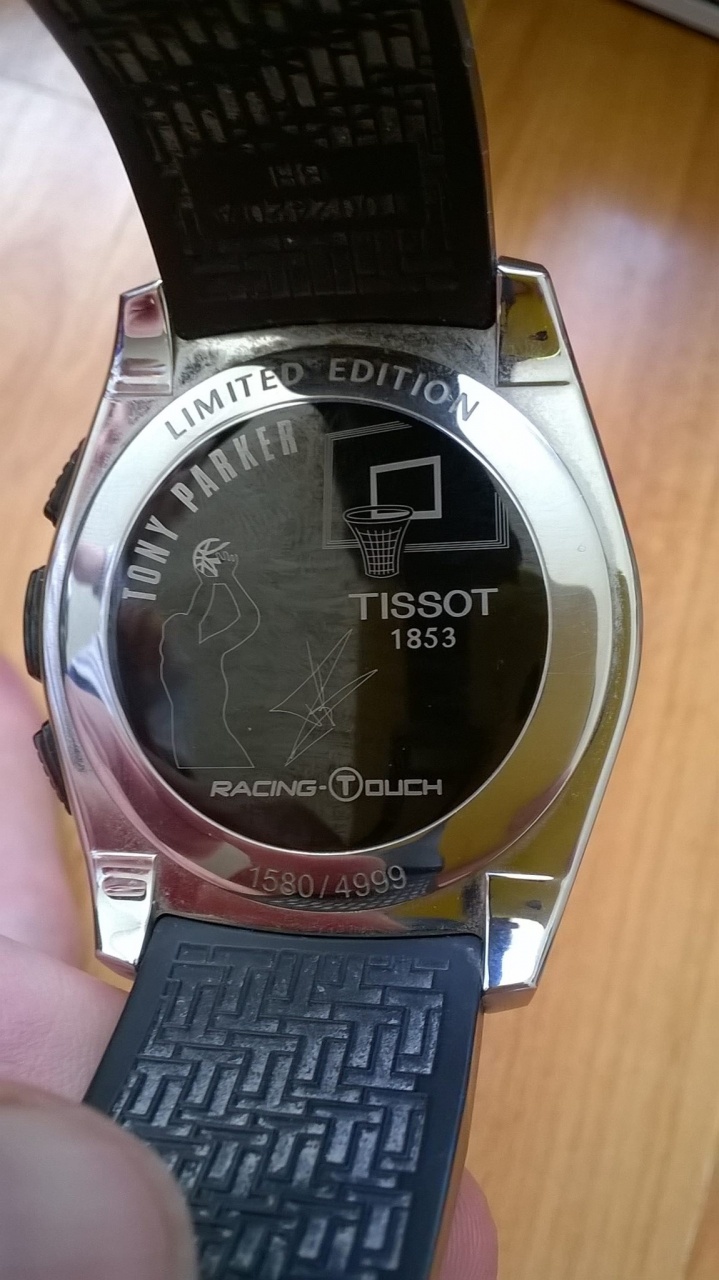 LIMITED EDITION
TONY PARKER
TISSOT
1853
RACING-TOUCH
1580/4999